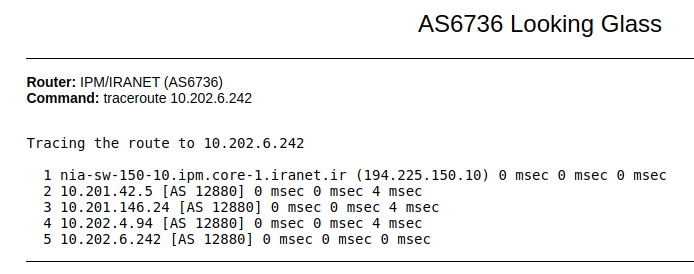 AS6736 Looking Glass
Router: IPM/IRANET (AS6736)
Command: traceroute 10.202.6.242
Tracing the route to 10.202.6.242
1 nia-sw-150-10.ipm.core-1.iranet.ir (194.225.150.10) 0 msec 0 msec 0 msec
2 10.201.42.5 [AS 12880] 0 msec 0 msec 4 msec
3 10.201.146.24 [AS 12880] 0 msec 0 msec 4 msec
4 10.202.4.94 [AS 12880] 0 msec 0 msec 4 msec
5 10.202.6.242 [AS 12880] 0 msec 0 msec 0 msec